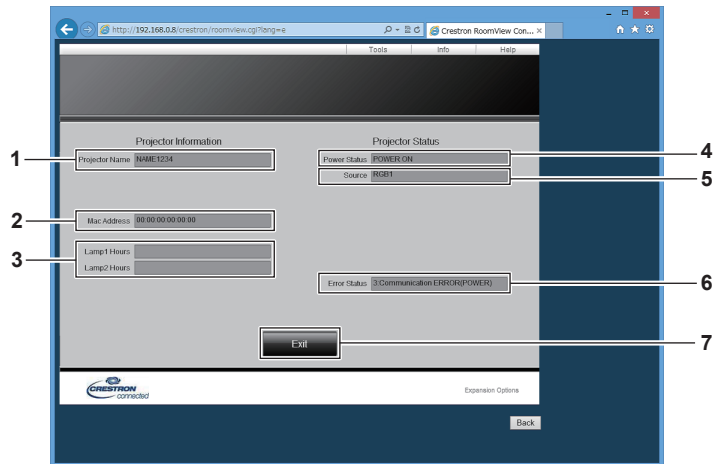 http://192.168.0.8/crestron/roomview.cgi?lang=e
Crestron RoomView Con...
Tools Info Help
Projector Information Projector Status
1 Projector Name NAME1234 Power Status POWER ON 4
Source RGB1 5
2 Mac Address 00:00:00:00:00:00
3 Lamp1 Hours
Lamp2 Hours
Error Status 3:Communication ERROR(POWER) 6
Exit 7
CRESTRON
connected
Expansion Options
Back